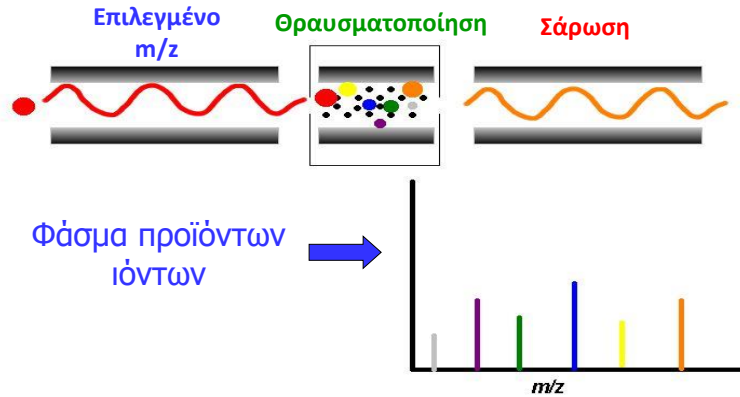 Επιλεγμένο
m/z
Θραυσματοποίηση
Σάρωση
Φάσμα προϊόντων
ιόντων
m/z